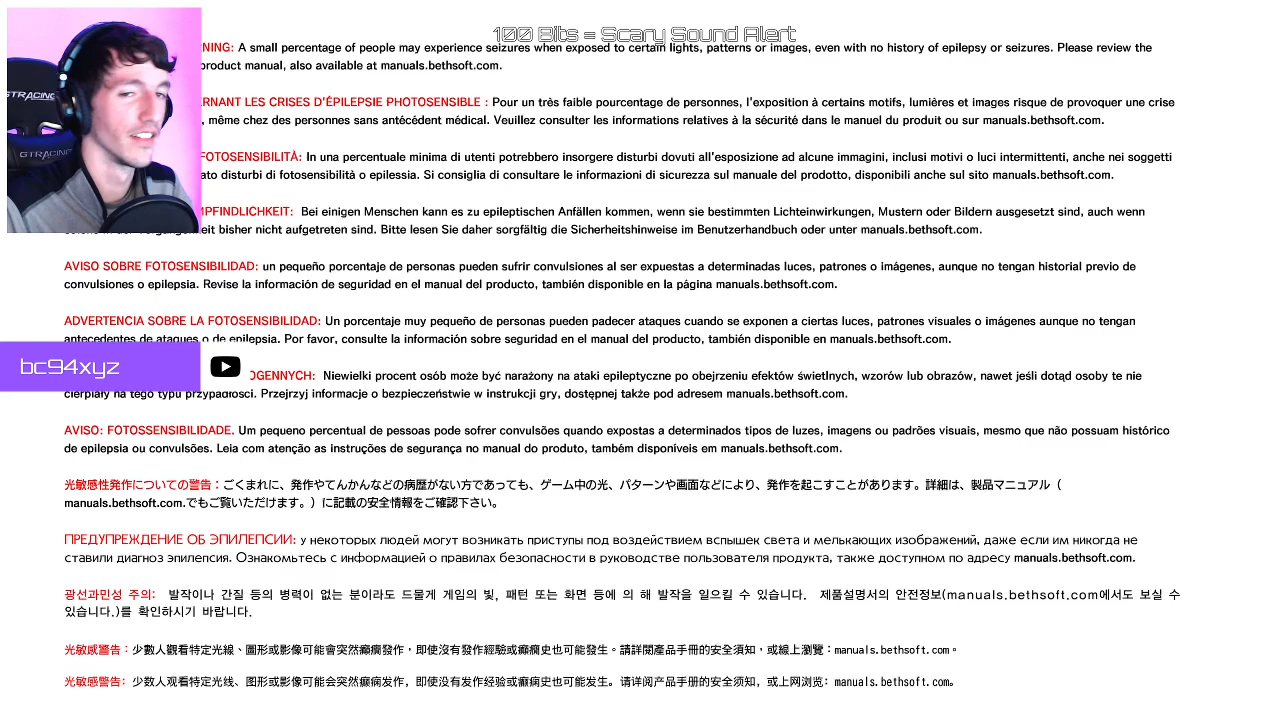 100 Bits = Scary Sound Alert
NING: A small percentage of people may experience seizures when exposed to certain lights, patterns or images, even with no history of epilepsy or seizures. Please review the
product manual, also available at manuals.bethsoft.com.
ERNANT LES CRISES D'ÉPILEPSIE PHOTOSENSIBLE : Pour un très faible pourcentage de personnes, l'exposition à certains motifs, lumières et images risque de provoquer une crise
, même chez des personnes sans antécédent médical. Veuillez consulter les informations relatives à la sécurité dans le manuel du produit ou sur manuals.bethsoft.com.
GTRACING
GTRACING
FOTOSENSIBILITÀ: In una percentuale minima di utenti potrebbero insorgere disturbi dovuti all'esposizione ad alcune immagini, inclusi motivi o luci intermittenti, anche nei soggetti
ato disturbi di fotosensibilità o epilessia. Si consiglia di consultare le informazioni di sicurezza sul manuale del prodotto, disponibili anche sul sito manuals.bethsoft.com.
MPFINDLICHKEIT: Bei einigen Menschen kann es zu epileptischen Anfällen kommen, wenn sie bestimmten Lichteinwirkungen, Mustern oder Bildern ausgesetzt sind, auch wenn
eit bisher nicht aufgetreten sind. Bitte lesen Sie daher sorgfältig die Sicherheitshinweise im Benutzerhandbuch oder unter manuals.bethsoft.com.
AVISO SOBRE FOTOSENSIBILIDAD: un pequeño porcentaje de personas pueden sufrir convulsiones al ser expuestas a determinadas luces, patrones o imágenes, aunque no tengan historial previo de
convulsiones o epilepsia. Revise la información de seguridad en el manual del producto, también disponible en la página manuals.bethsoft.com.
ADVERTENCIA SOBRE LA FOTOSENSIBILIDAD: Un porcentaje muy pequeño de personas pueden padecer ataques cuando se exponen a ciertas luces, patrones visuales o imágenes aunque no tengan
antecedentes de ataques o de epilepsia. Por favor, consulte la información sobre seguridad en el manual del producto, también disponible en manuals.bethsoft.com.
bc94xyz
OGENNYCH: Niewielki procent osób może być narażony na ataki epileptyczne po obejrzeniu efektów świetlnych, wzorów lub obrazów, nawet jeśli dotąd osoby te nie
cierpiały na tego typu przypadłości. Przejrzyj informacje o bezpieczeństwie w instrukcji gry, dostępnej także pod adresem manuals.bethsoft.com.
AVISO: FOTOSSENSIBILIDADE. Um pequeno percentual de pessoas pode sofrer convulsões quando expostas a determinados tipos de luzes, imagens ou padrões visuais, mesmo que não possuam histórico
de epilepsia ou convulsões. Leia com atenção as instruções de segurança no manual do produto, também disponíveis em manuals.bethsoft.com.
光敏感性発作についての警告：ごくまれに、発作やてんかんなどの病歴がない方であっても、ゲーム中の光、パターンや画面などにより、発作を起こすことがあります。詳細は、製品マニュアル（
manuals.bethsoft.com.でもご覧いただけます。）に記載の安全情報をご確認下さい。
ПРЕДУПРЕЖДЕНИЕ ОБ ЭПИЛЕПСИИ: у некоторых людей могут возникать приступы под воздействием вспышек света и мелькающих изображений, даже если им никогда не
ставили диагноз эпилепсия. Ознакомьтесь с информацией о правилах безопасности в руководстве пользователя продукта, также доступном по адресу manuals.bethsoft.com.
광선과민성 주의: 발작이나 간질 등의 병력이 없는 분이라도 드물게 게임의 빛, 패턴 또는 화면 등에 의 해 발작을 일으킬 수 있습니다. 제품설명서의 안전정보(manuals.bethsoft.com에서도 보실 수
있습니다.)를 확인하시기 바랍니다.
光敏感警告：少數人觀看特定光線、圖形或影像可能會突然癲癇發作，即使沒有發作經驗或癲癇史也可能發生。請詳閱產品手冊的安全須知，或線上瀏覽：manuals.bethsoft.com。
光敏感警告: 少数人观看特定光线、图形或影像可能会突然癫痫发作，即使没有发作经验或癫痫史也可能发生。请详阅产品手册的安全须知，或上网浏览: manuals.bethsoft.com。